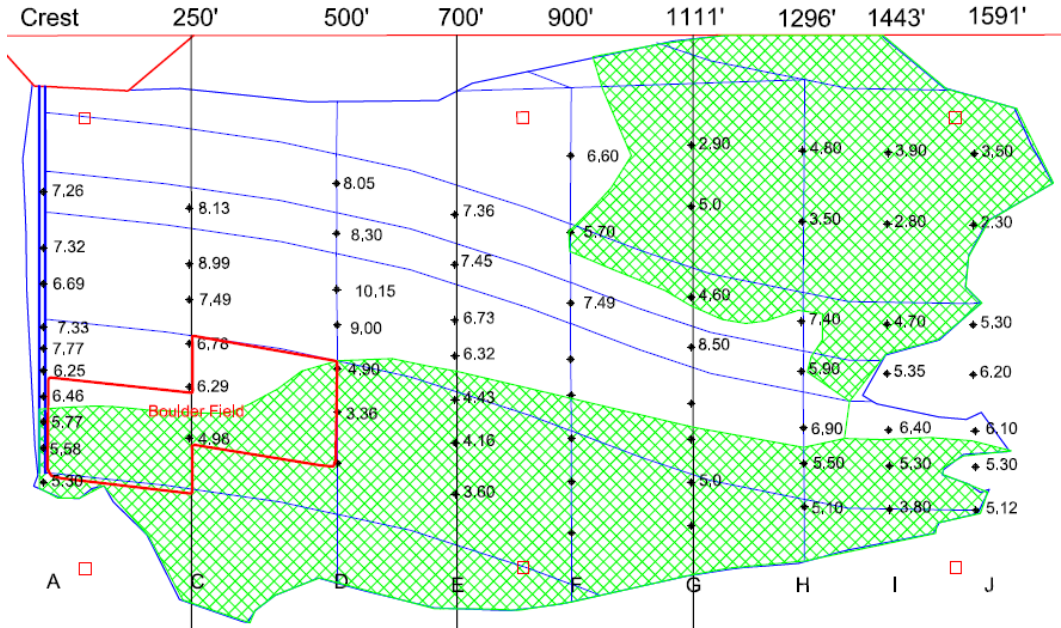 Crest 250' 500' 700' 900' 1111' 1296' 1443' 1591'
2.90 4.80 3.90 3,50
6,60
8.05
7,26
8.13 7.36 5.0 3.50 2.80 2.30
8,30 5.70
7.32
8.99 7.45
6.69 10,15
7,49 7,49 4.60
7.33 9,00 6.73 7,40 4.70 5.30
7,77 6,78 6.32 8.50
6.25 4.90 5.90 5.35 6.20
6.46 6.29 4.43
Boulder Field
5,77 3,36
6,90 6,40 6,10
5,58 4,98 4.16
5.50 5,30 5.30
5.30 3.60 5,0
5,10 3,80 5,12
A C D E F G H I J